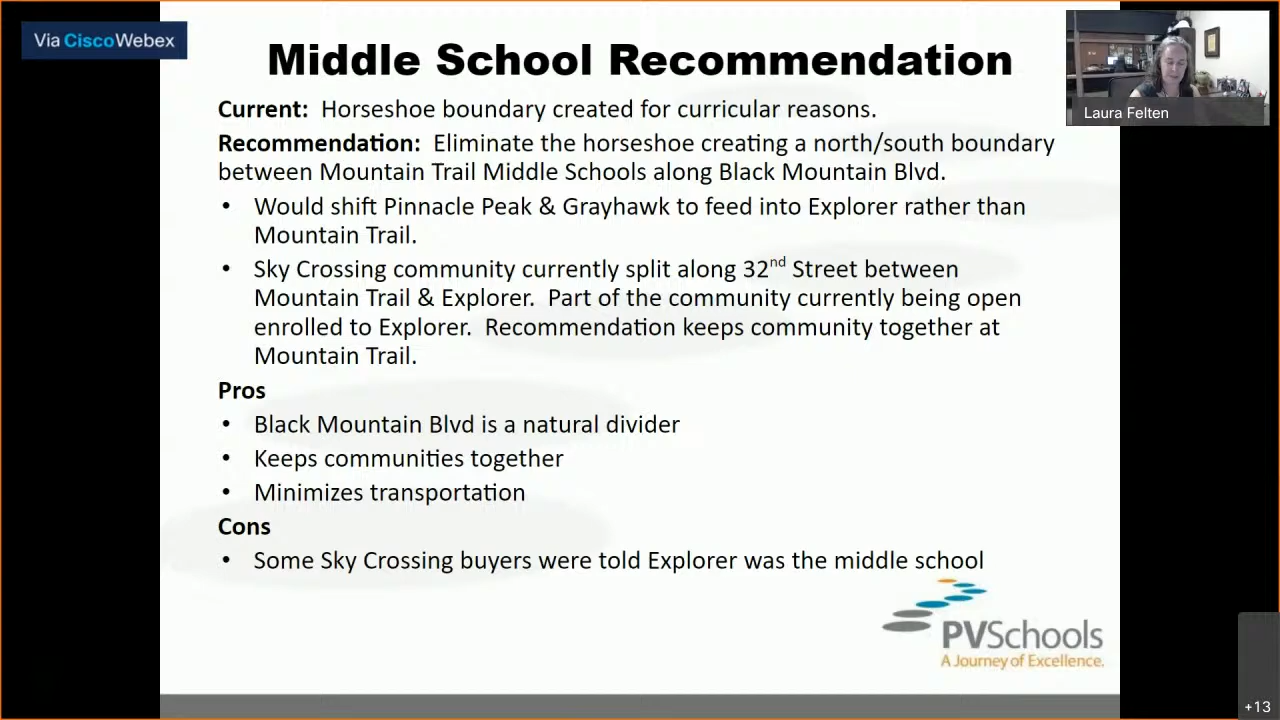 Via CiscoWebex
Middle School Recommendation
Laura Felten
Current: Horseshoe boundary created for curricular reasons.
Recommendation: Eliminate the horseshoe creating a north/south boundary
between Mountain Trail Middle Schools along Black Mountain Blvd.
• Would shift Pinnacle Peak & Grayhawk to feed into Explorer rather than
Mountain Trail.
• Sky Crossing community currently split along 32nd Street between
Mountain Trail & Explorer. Part of the community currently being open
enrolled to Explorer. Recommendation keeps community together at
Mountain Trail.
Pros
• Black Mountain Blvd is a natural divider
• Keeps communities together
• Minimizes transportation
Cons
• Some Sky Crossing buyers were told Explorer was the middle school
PVSchools
A Journey of Excellence.
+13